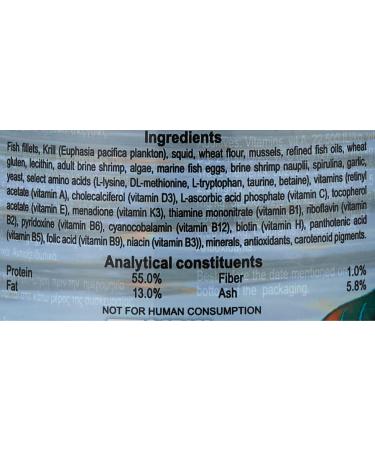 Ingredients
Fish fillets, Krill (Euphasia pacifica plankton), squid, wheat flour, mussels, refined fish oils, wheat
gluten, lecithin, adult brine shrimp, algae, marine fish eggs, brine shrimp nauplii, spirulina, garlic,
yeast, select amino acids (L-lysine, DL-methionine, L-tryptophan, taurine, betaine), vitamins (retinyl
acetate (vitamin A), cholecalciferol (vitamin D3), L-ascorbic acid phosphate (vitamin C), tocopherol
acetate (vitamin E), menadione (vitamin K3), thiamine mononitrate (vitamin B1), riboflavin (vitamin
B2), pyridoxine (vitamin B6), cyanocobalamin (vitamin B12), biotin (vitamin H), pantothenic acid
(vitamin B5), folic acid (vitamin B9), niacin (vitamin B3)), minerals, antioxidants, carotenoid pigments.
Analytical constituents
Protein 55.0% Fiber 1.0%
Fat 13.0% Ash 5.8%
NOT FOR HUMAN CONSUMPTION